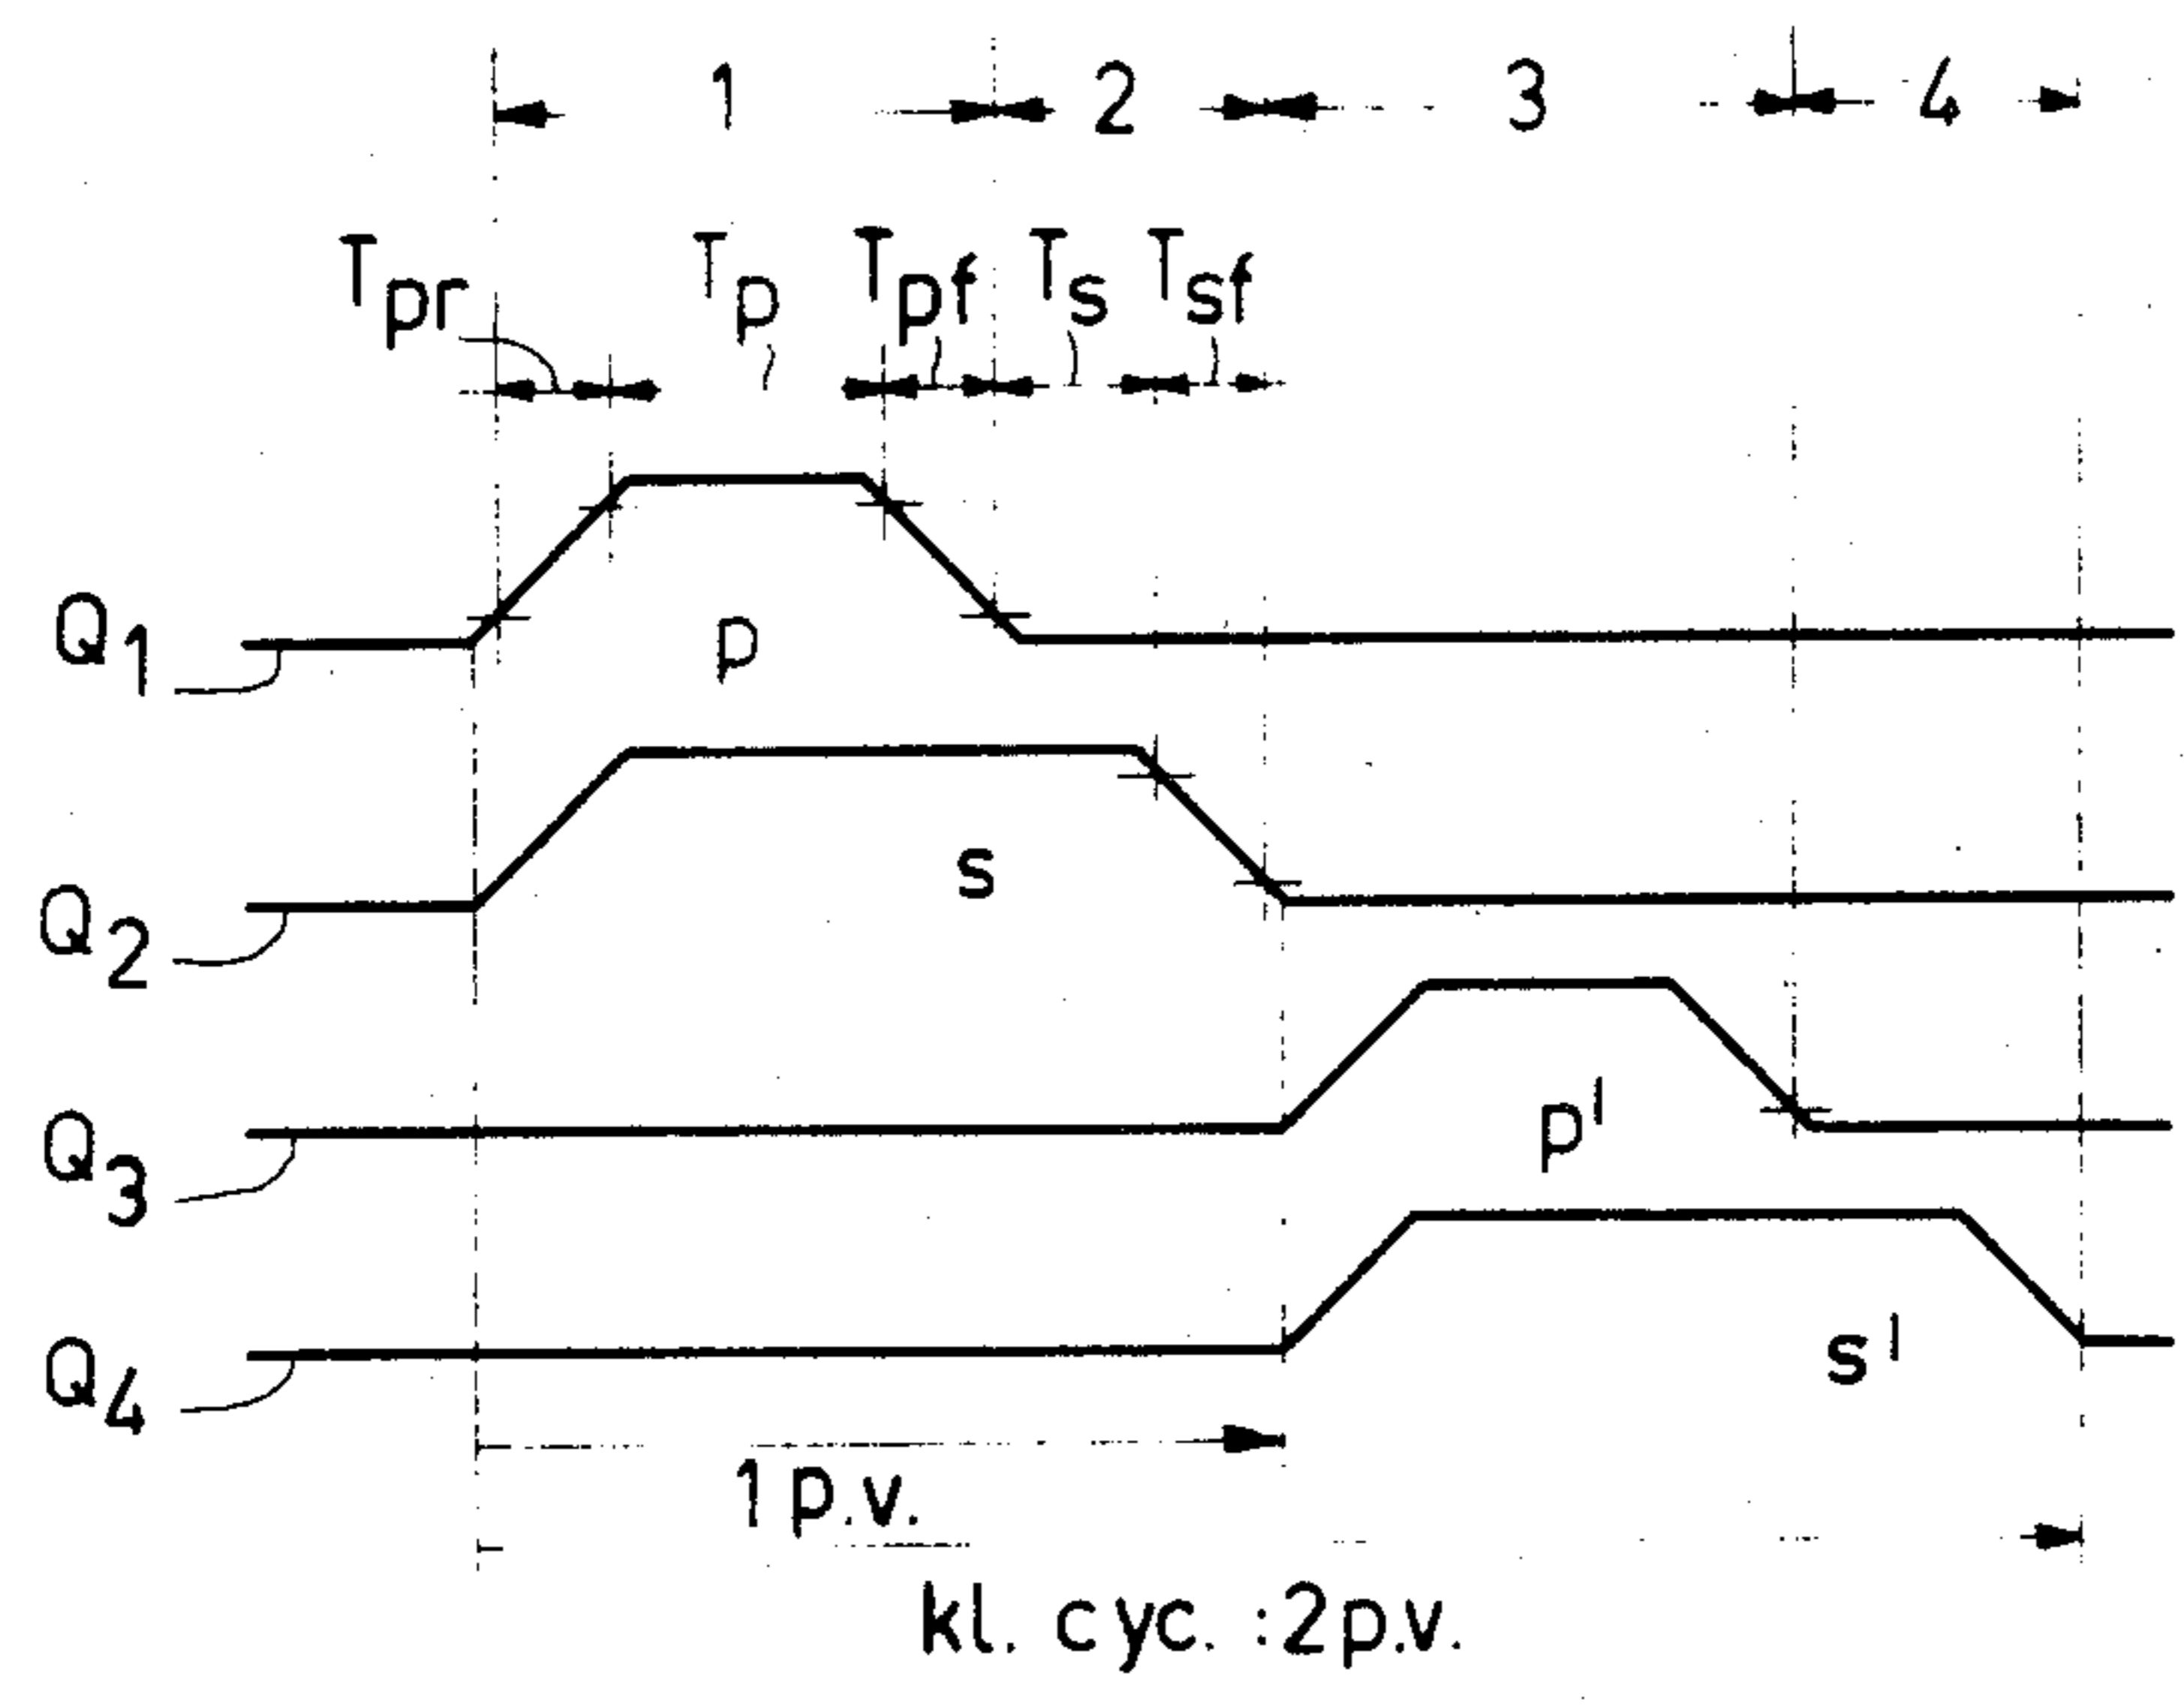 1 2 3 4
Tpr Tp Tpf Ts Tsf
Q1
p
Q2
s
Q3
p'
Q4
s'
1 p.v.
kl. cyc. :2p.v.